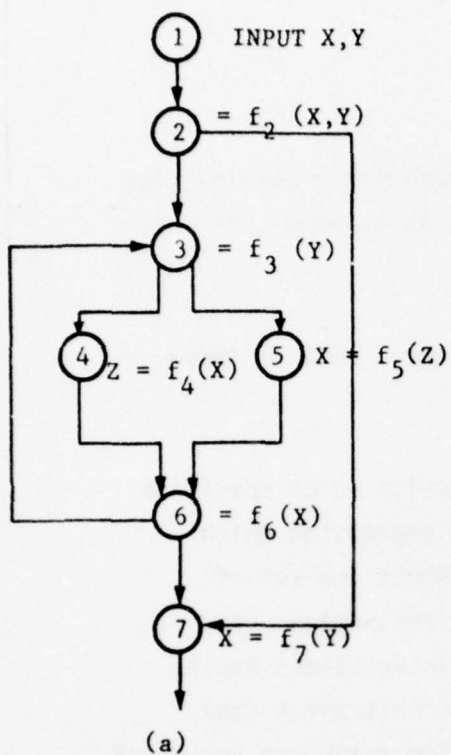 1 INPUT X,Y
2 = f2 (X,Y)
3 = f3 (Y)
4 Z = f4(X)
5 X = f5(Z)
6 = f6(X)
7 X = f7(Y)
(a)